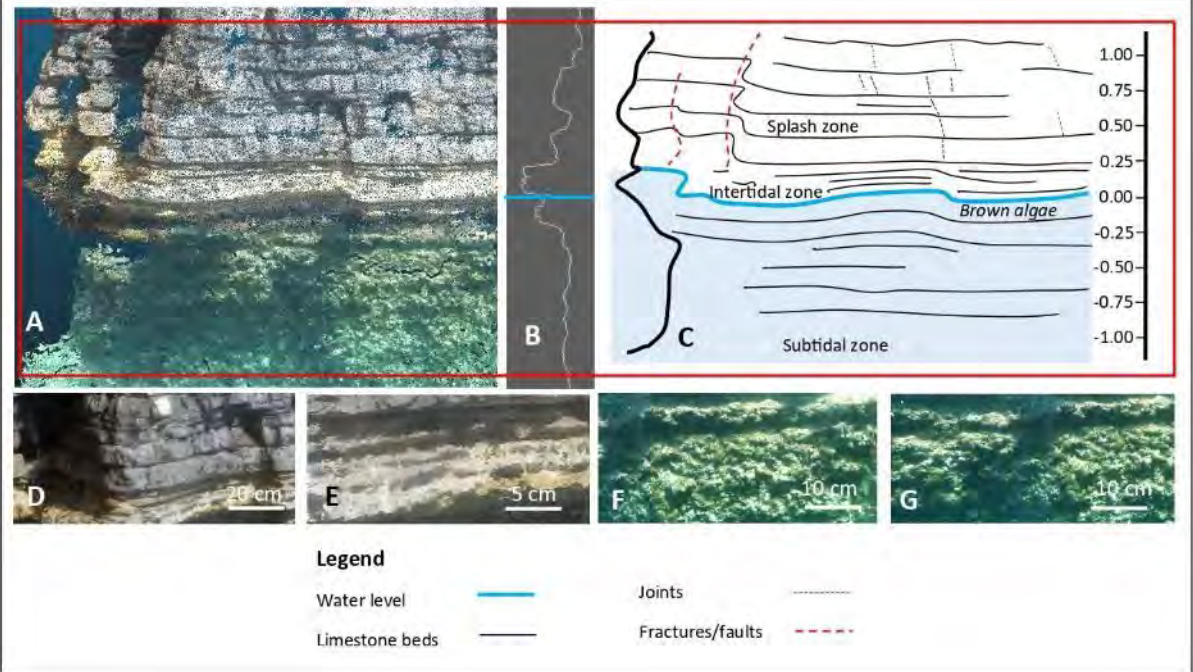 A
B
C
Splash zone
Intertidal zone
Brown algae
Subtidal zone
1.00
0.75
0.50
0.25
0.00
-0.25
-0.50
-0.75
-1.00
D
20 cm
E
5 cm
F
10 cm
G
10 cm
Legend
Water level
Limestone beds
Joints
Fractures/faults